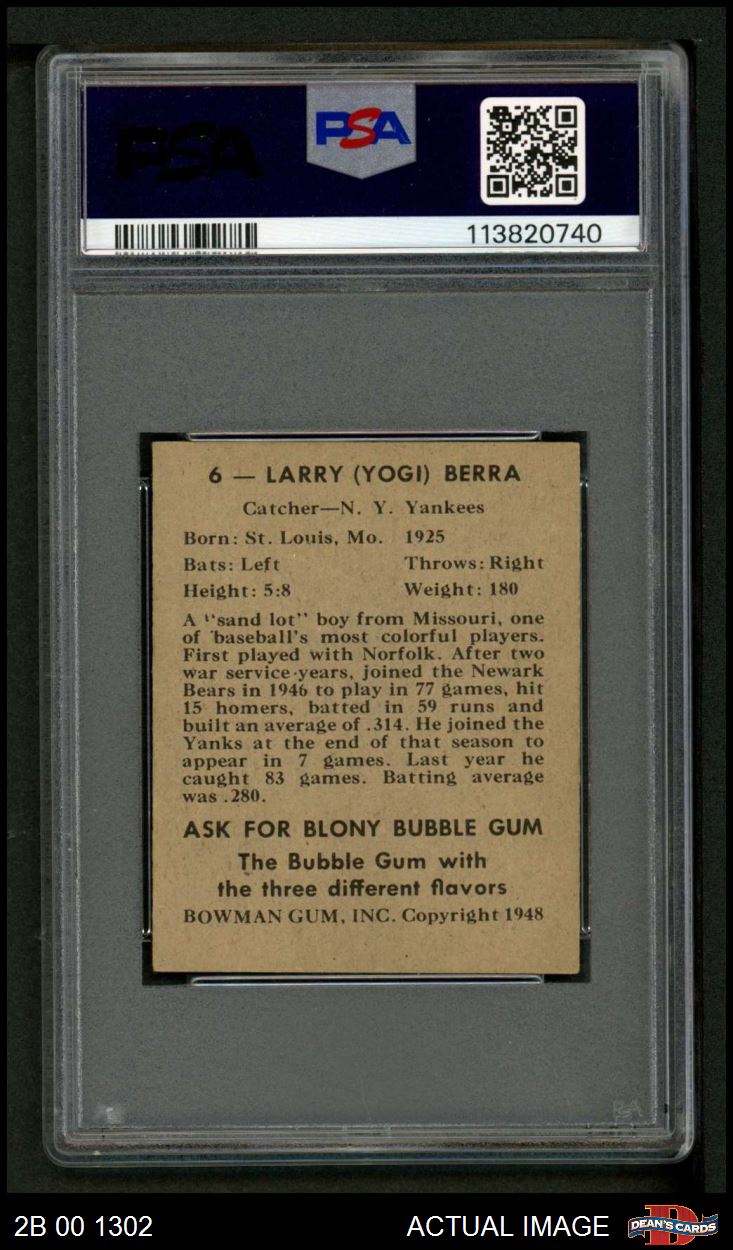 PSA
PSA
113820740
6 — LARRY (YOGI) BERRA
Catcher—N. Y. Yankees
Born: St. Louis, Mo. 1925
Bats: Left Throws: Right
Height: 5:8 Weight: 180
A "sand lot" boy from Missouri, one
of baseball's most colorful players.
First played with Norfolk. After two
war service years, joined the Newark
Bears in 1946 to play in 77 games, hit
15 homers, batted in 59 runs and
built an average of .314. He joined the
Yanks at the end of that season to
appear in 7 games. Last year he
caught 83 games. Batting average
was .280.
ASK FOR BLONY BUBBLE GUM
The Bubble Gum with
the three different flavors
BOWMAN GUM, INC. Copyright 1948
PSA
2B 00 1302 ACTUAL IMAGE DEAN'S CARDS